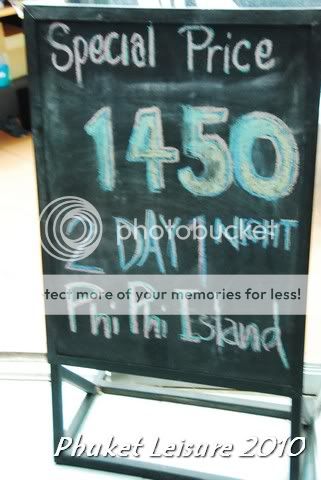 Special Price
1450
2 DAY 1 NIGHT
photobucket
tect more of your memories for less!
Phi Phi Island
Phuket Leisure 2010